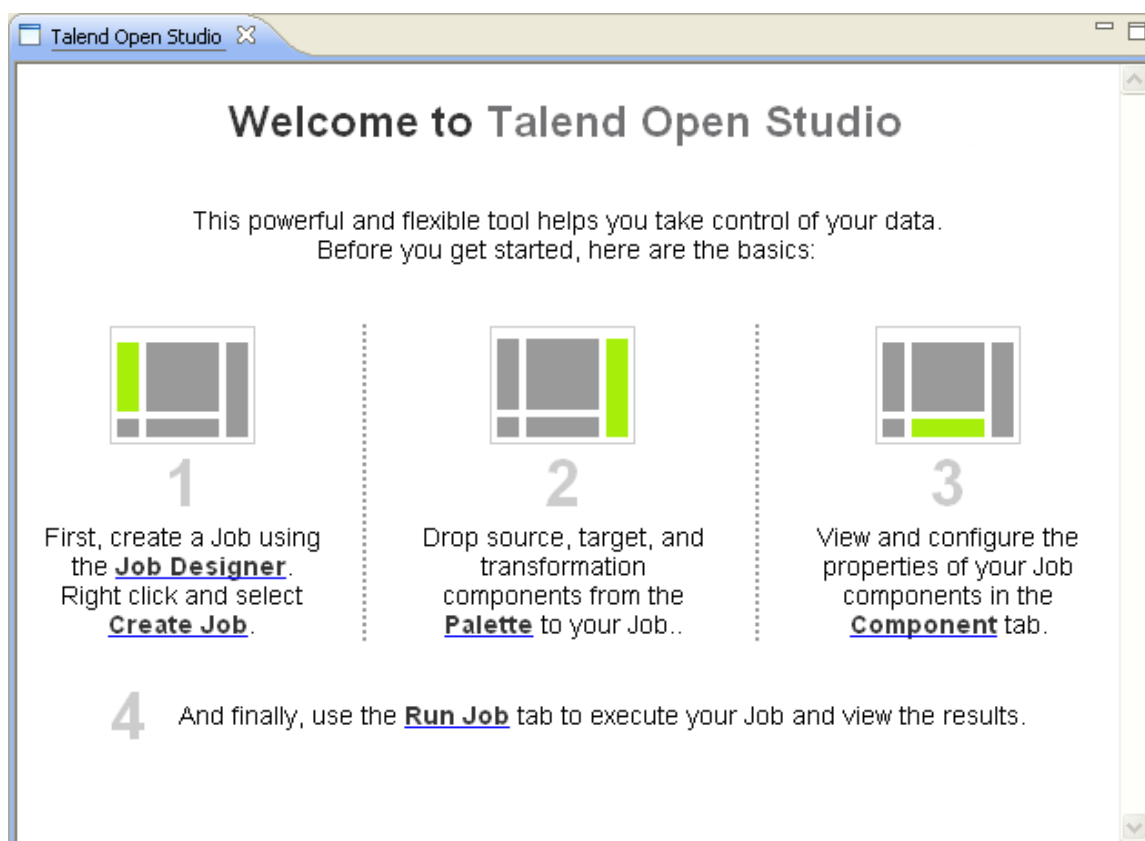 Talend Open Studio
Welcome to Talend Open Studio
This powerful and flexible tool helps you take control of your data.
Before you get started, here are the basics:
1
First, create a Job using
the Job Designer.
Right click and select
Create Job.
2
Drop source, target, and
transformation
components from the
Palette to your Job..
3
View and configure the
properties of your Job
components in the
Component tab.
4 And finally, use the Run Job tab to execute your Job and view the results.